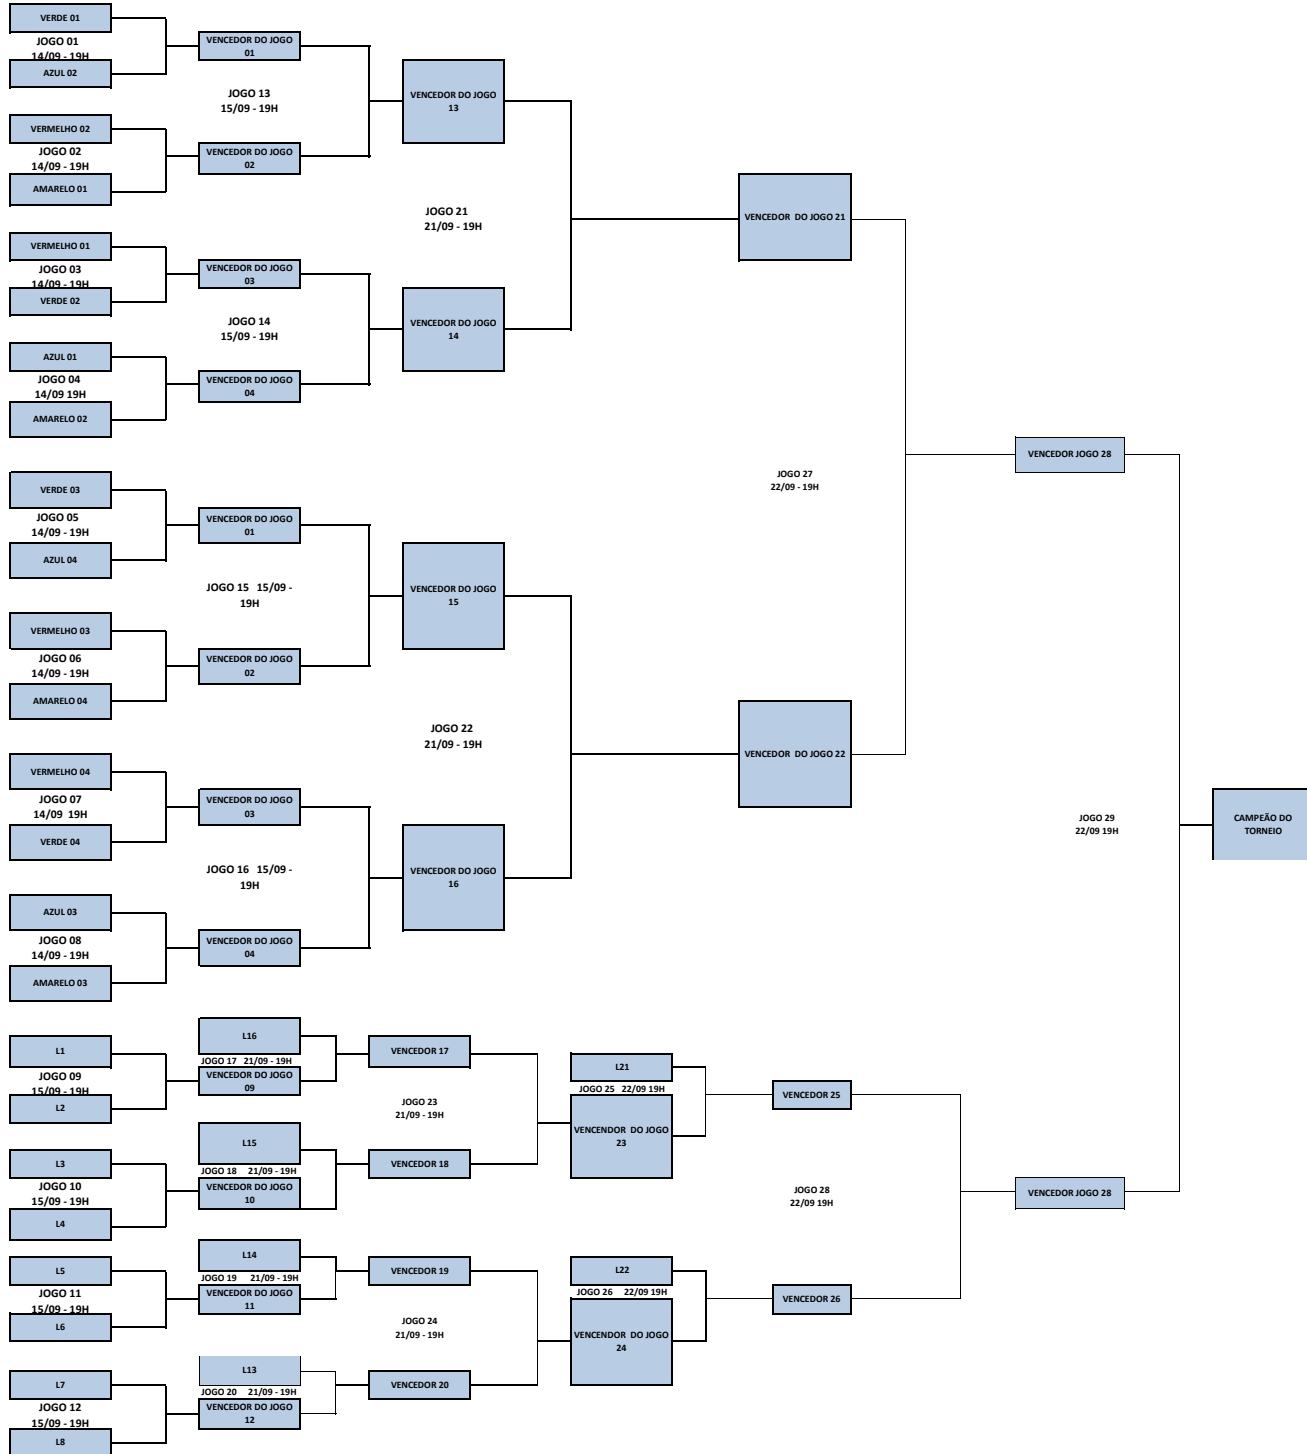 VERDE 01
JOGO 01
14/09 - 19H
AZUL 02
VENCEDOR DO JOGO
01
JOGO 13
15/09 - 19H
VERMELHO 02
JOGO 02
14/09 - 19H
AMARELO 01
VENCEDOR DO JOGO
02
VENCEDOR DO JOGO
13
JOGO 21
21/09 - 19H
VERMELHO 01
JOGO 03
14/09 - 19H
VERDE 02
VENCEDOR DO JOGO
03
JOGO 14
15/09 - 19H
AZUL 01
JOGO 04
14/09 19H
AMARELO 02
VENCEDOR DO JOGO
04
VENCEDOR DO JOGO
14
VENCEDOR  DO JOGO 21
JOGO 27
22/09 - 19H
VENCEDOR JOGO 28
VERDE 03
JOGO 05
14/09 - 19H
AZUL 04
VENCEDOR DO JOGO
01
JOGO 15   15/09 -
19H
VERMELHO 03
JOGO 06
14/09 - 19H
AMARELO 04
VENCEDOR DO JOGO
02
VENCEDOR DO JOGO
15
JOGO 22
21/09 - 19H
VERMELHO 04
JOGO 07
14/09  19H
VERDE 04
VENCEDOR DO JOGO
03
JOGO 16   15/09 -
19H
AZUL 03
JOGO 08
14/09 - 19H
AMARELO 03
VENCEDOR DO JOGO
04
VENCEDOR DO JOGO
16
VENCEDOR  DO JOGO 22
JOGO 29
22/09 19H
CAMPEÃO DO
TORNEIO
L1
JOGO 09
15/09 - 19H
L2
L16
JOGO 17  21/09 - 19H
VENCEDOR DO JOGO
09
VENCEDOR 17
JOGO 23
21/09 - 19H
L3
JOGO 10
15/09 - 19H
L4
L15
JOGO 18   21/09 - 19H
VENCEDOR DO JOGO
10
VENCEDOR 18
L21
JOGO 25  22/09 19H
VENCENDOR  DO JOGO
23
VENCEDOR 25
JOGO 28
22/09 19H
VENCEDOR JOGO 28
L5
JOGO 11
15/09 - 19H
L6
L14
JOGO 19    21/09 - 19H
VENCEDOR DO JOGO
11
VENCEDOR 19
JOGO 24
21/09 - 19H
L7
JOGO 12
15/09 - 19H
L8
L13
JOGO 20   21/09 - 19H
VENCEDOR DO JOGO
12
VENCEDOR 20
L22
JOGO 26   22/09 19H
VENCENDOR  DO JOGO
24
VENCEDOR 26